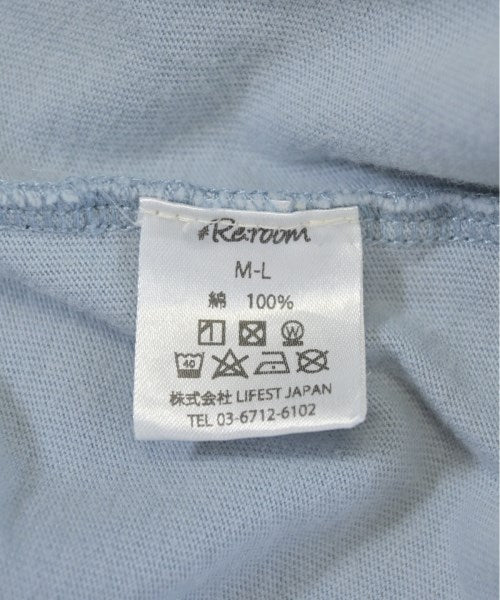 #Re:room
M-L
綿 100%
W
40
株式会社 LIFEST JAPAN
TEL 03-6712-6102